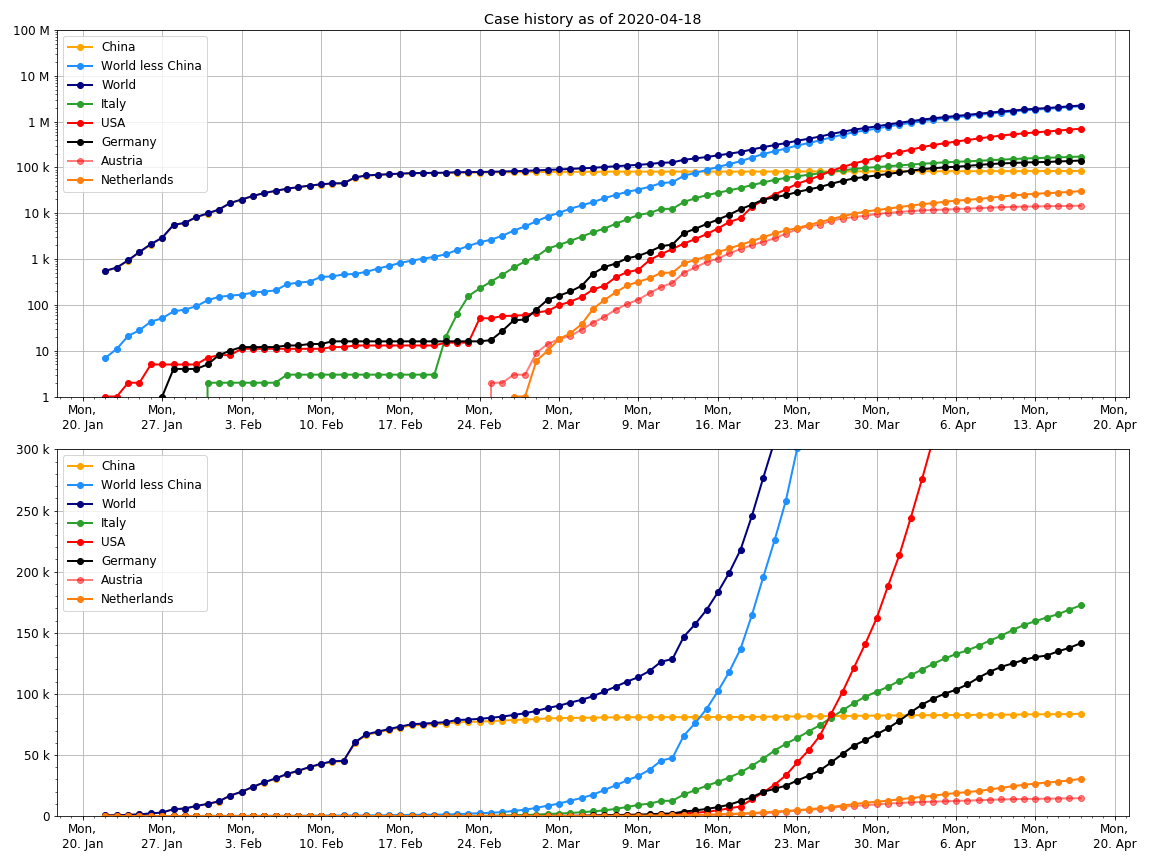 Case history as of 2020-04-18
100 M
10 M
1 M
100 k
10 k
1 k
100
10
1
China
World less China
World
Italy
USA
Germany
Austria
Netherlands
Mon, Mon, Mon, Mon, Mon, Mon, Mon, Mon, Mon, Mon, Mon, Mon, Mon, Mon,
20. Jan 27. Jan 3. Feb 10. Feb 17. Feb 24. Feb 2. Mar 9. Mar 16. Mar 23. Mar 30. Mar 6. Apr 13. Apr 20. Apr
300 k
250 k
200 k
150 k
100 k
50 k
0
China
World less China
World
Italy
USA
Germany
Austria
Netherlands
Mon, Mon, Mon, Mon, Mon, Mon, Mon, Mon, Mon, Mon, Mon, Mon, Mon, Mon,
20. Jan 27. Jan 3. Feb 10. Feb 17. Feb 24. Feb 2. Mar 9. Mar 16. Mar 23. Mar 30. Mar 6. Apr 13. Apr 20. Apr